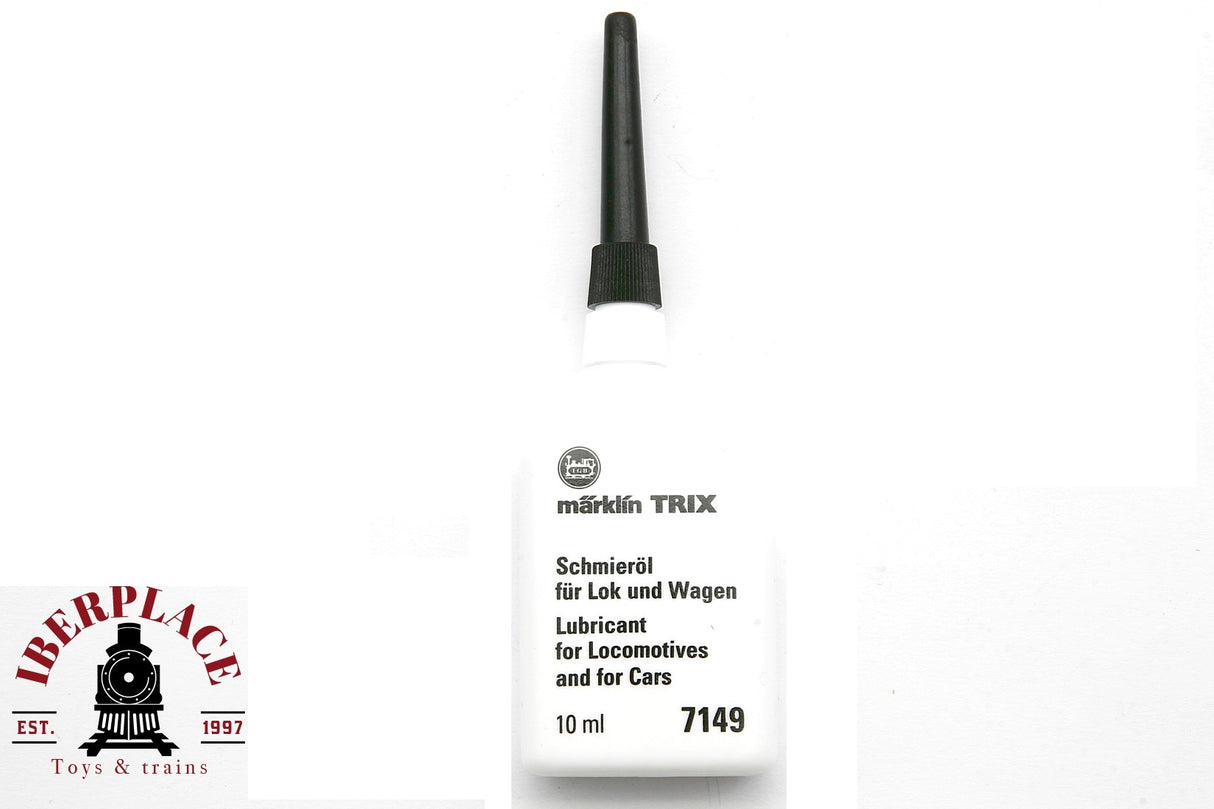 LGB
märklin TRIX
Schmieröl
für Lok und Wagen
Lubricant
for Locomotives
and for Cars
10 ml 7149
IBERPLACE
EST. 1997
Toys & trains